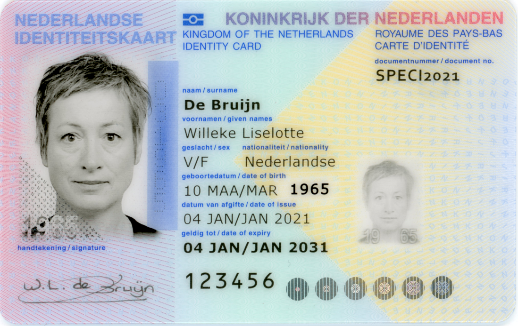 NEDERLANDSE
IDENTITEITSKAART
KONINKRIJK DER NEDERLANDEN
KINGDOM OF THE NETHERLANDS
IDENTITY CARD
ROYAUME DES PAYS-BAS
CARTE D'IDENTITÉ
documentnummer / document no.
SPECI2021
naam / surname
De Bruijn
voornamen / given names
Willeke Liselotte
geslacht / sex nationaliteit / nationality
V/F Nederlandse
geboortedatum / date of birth
10 MAA/MAR 1965
datum van afgifte / date of issue
04 JAN/JAN 2021
geldig tot / date of expiry
04 JAN/JAN 2031
123456
1965
handtekening / signature
W.L. de Bruijn